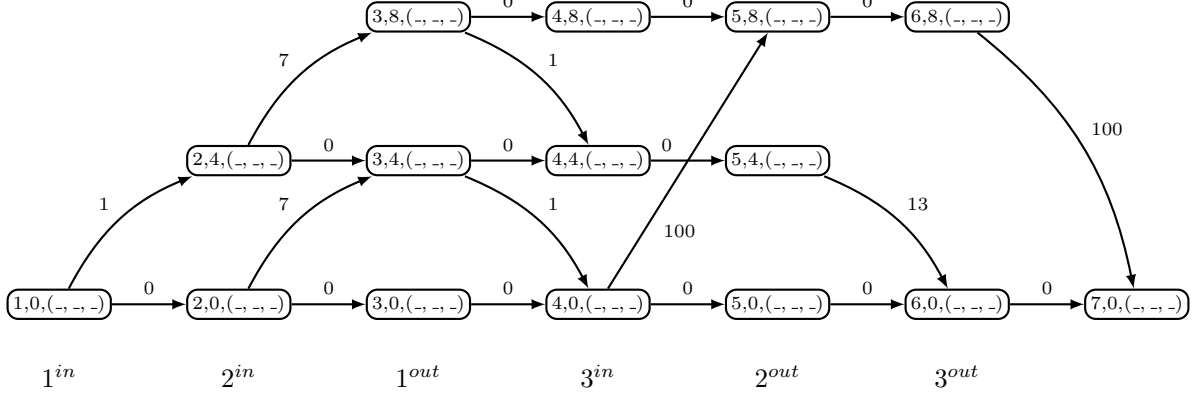 0 0 0
3,8,(_, _, _) 4,8,(_, _, _) 5,8,(_, _, _) 6,8,(_, _, _)
7 1
100
0 0 0
2,4,(_, _, _) 3,4,(_, _, _) 4,4,(_, _, _) 5,4,(_, _, _)
1 7 1 13
100
0 0 0 0 0 0
1,0,(_, _, _) 2,0,(_, _, _) 3,0,(_, _, _) 4,0,(_, _, _) 5,0,(_, _, _) 6,0,(_, _, _) 7,0,(_, _, _)
1^in 2^in 1^out 3^in 2^out 3^out